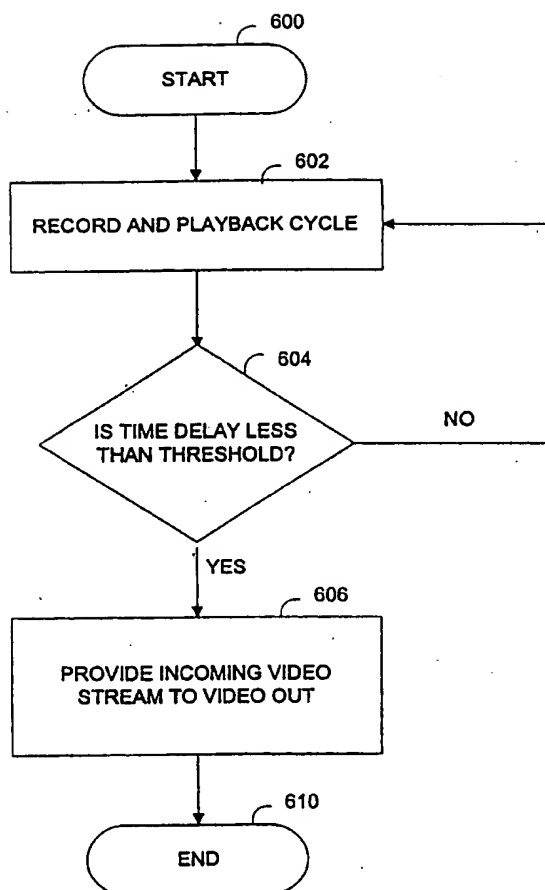 600
START
602
RECORD AND PLAYBACK CYCLE
604
IS TIME DELAY LESS
THAN THRESHOLD?
NO
YES
606
PROVIDE INCOMING VIDEO
STREAM TO VIDEO OUT
610
END